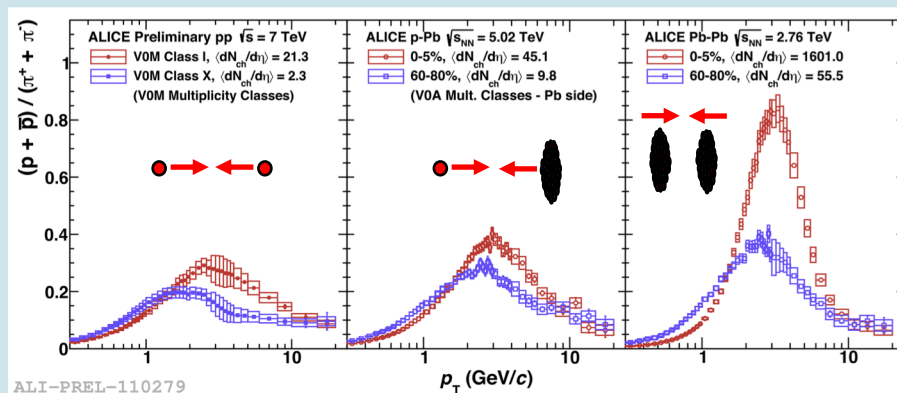 ALICE Preliminary pp √s = 7 TeV
V0M Class I, ⟨dN_ch/dη⟩ = 21.3
V0M Class X, ⟨dN_ch/dη⟩ = 2.3
(V0M Multiplicity Classes)
ALICE p-Pb √s_NN = 5.02 TeV
0-5%, ⟨dN_ch/dη⟩ = 45.1
60-80%, ⟨dN_ch/dη⟩ = 9.8
(V0A Mult. Classes - Pb side)
ALICE Pb-Pb √s_NN = 2.76 TeV
0-5%, ⟨dN_ch/dη⟩ = 1601.0
60-80%, ⟨dN_ch/dη⟩ = 55.5
(p + p̄) / (π⁺ + π⁻)
1
0.8
0.6
0.4
0.2
0
1 10 1 10 1 10
p_T (GeV/c)
ALI-PREL-110279